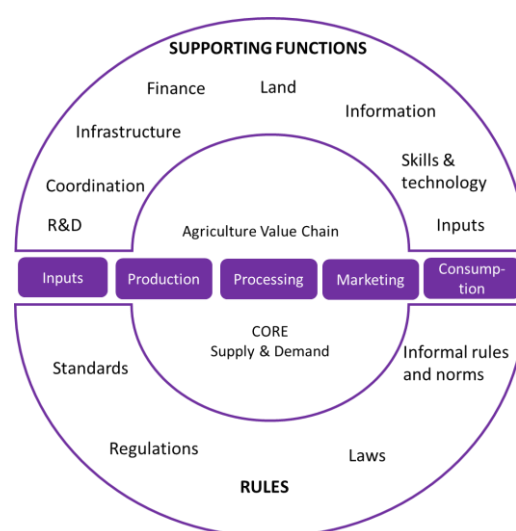 SUPPORTING FUNCTIONS
Finance
Land
Information
Infrastructure
Skills &
technology
Coordination
R&D
Inputs
Agriculture Value Chain
Inputs
Production
Processing
Marketing
Consump-
tion
CORE
Supply & Demand
Standards
Informal rules
and norms
Regulations
Laws
RULES